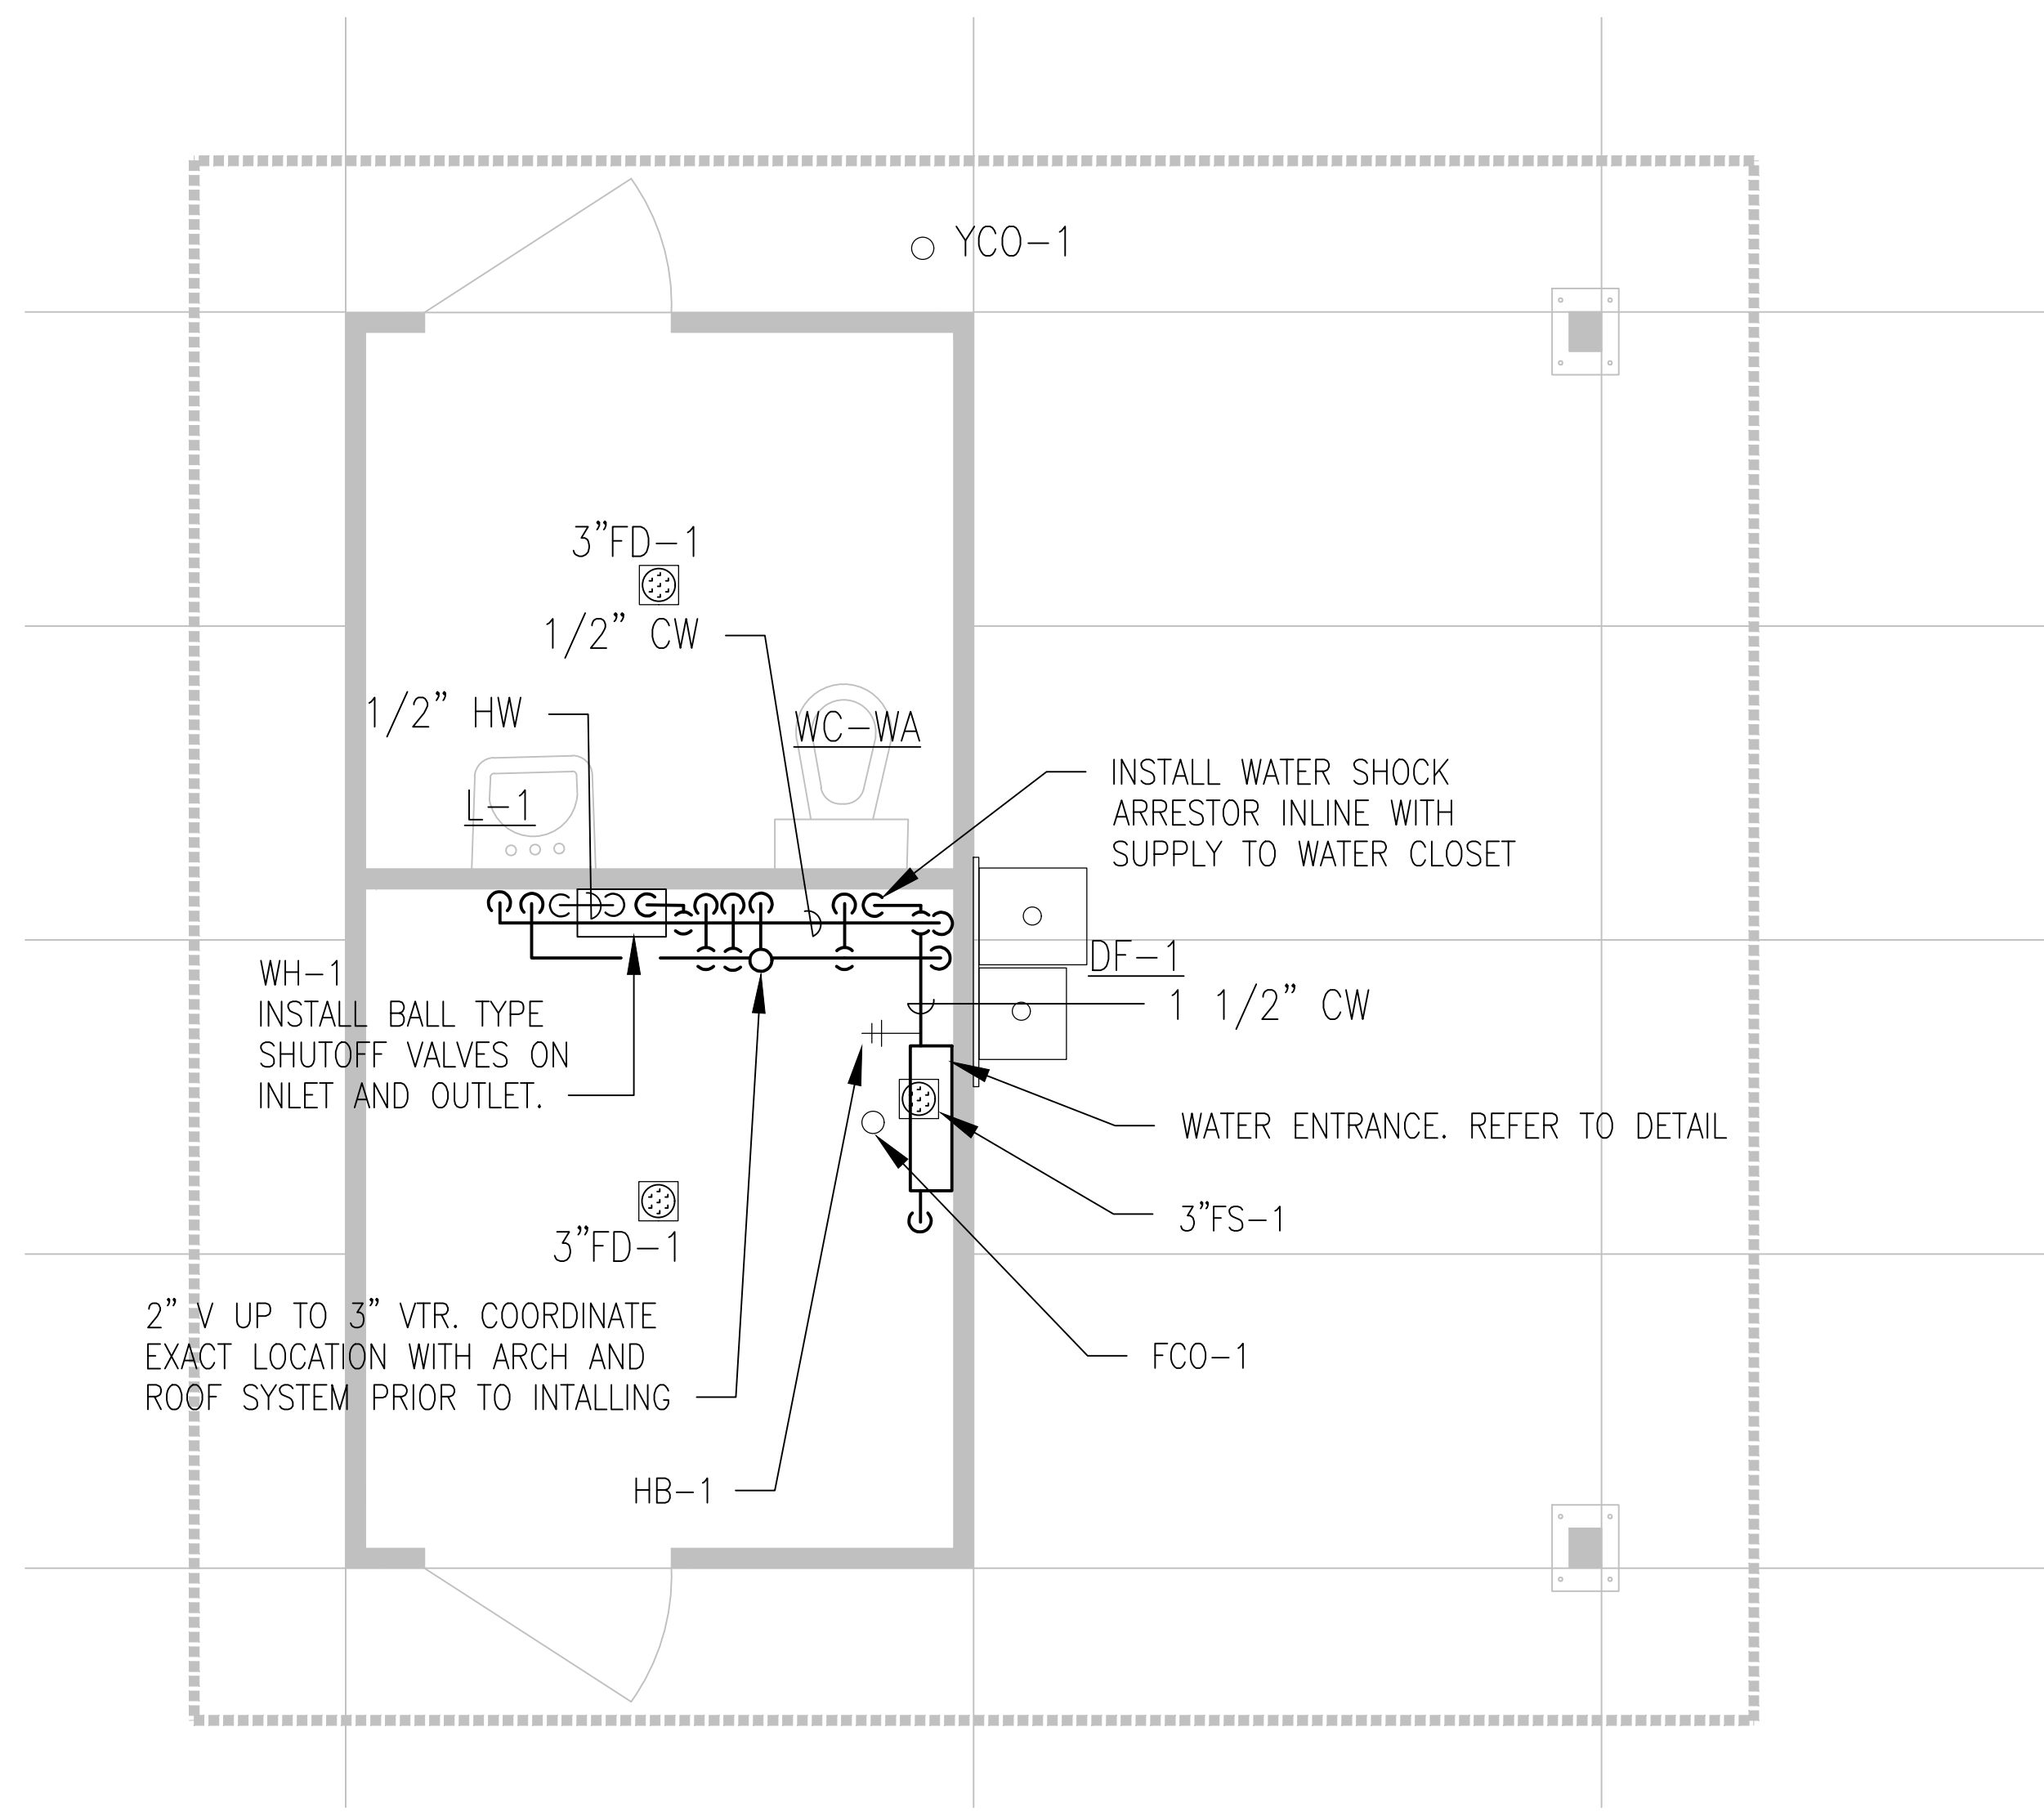 YCO-1
3"FD-1
1/2" CW
1/2" HW
WC-WA
L-1
INSTALL WATER SHOCK
ARRESTOR INLINE WITH
SUPPLY TO WATER CLOSET
DF-1
1 1/2" CW
WH-1
INSTALL BALL TYPE
SHUTOFF VALVES ON
INLET AND OUTLET.
WATER ENTRANCE. REFER TO DETAIL
3"FS-1
3"FD-1
2" V UP TO 3" VTR. COORDINATE
EXACT LOCATION WITH ARCH AND
ROOF SYSTEM PRIOR TO INTALLING
FCO-1
HB-1